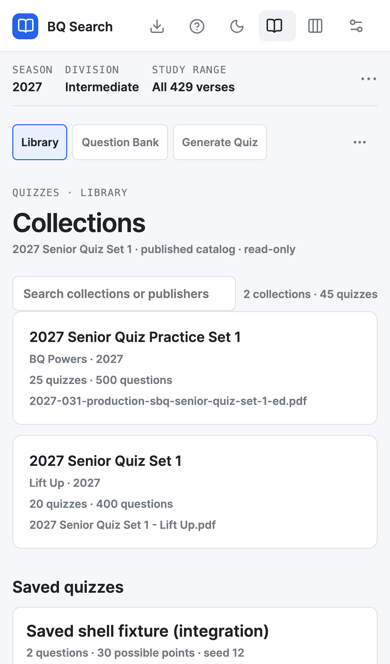 BQ Search
SEASON DIVISION STUDY RANGE
2027 Intermediate All 429 verses
Library Question Bank Generate Quiz
QUIZZES · LIBRARY
Collections
2027 Senior Quiz Set 1 · published catalog · read-only
Search collections or publishers 2 collections · 45 quizzes
2027 Senior Quiz Practice Set 1
BQ Powers · 2027
25 quizzes · 500 questions
2027-031-production-sbq-senior-quiz-set-1-ed.pdf
2027 Senior Quiz Set 1
Lift Up · 2027
20 quizzes · 400 questions
2027 Senior Quiz Set 1 - Lift Up.pdf
Saved quizzes
Saved shell fixture (integration)
2 questions · 30 possible points · seed 12